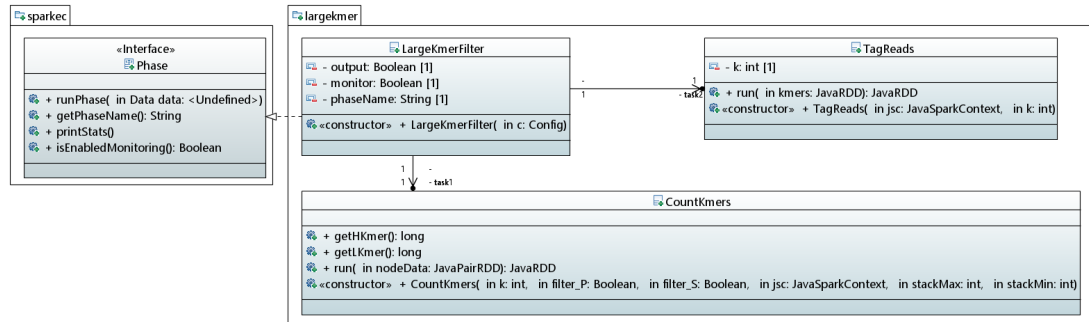 sparkec
«Interface»
Phase
+ runPhase( in Data data: <Undefined>)
+ getPhaseName(): String
+ printStats()
+ isEnabledMonitoring(): Boolean
largekmer
LargeKmerFilter
- output: Boolean [1]
- monitor: Boolean [1]
- phaseName: String [1]
«constructor» + LargeKmerFilter( in c: Config)
-
1
1
- task2
TagReads
- k: int [1]
+ run( in kmers: JavaRDD): JavaRDD
«constructor» + TagReads( in jsc: JavaSparkContext, in k: int)
1 -
1 - task1
CountKmers
+ getHKmer(): long
+ getLKmer(): long
+ run( in nodeData: JavaPairRDD): JavaRDD
«constructor» + CountKmers( in k: int, in filter_P: Boolean, in filter_S: Boolean, in jsc: JavaSparkContext, in stackMax: int, in stackMin: int)